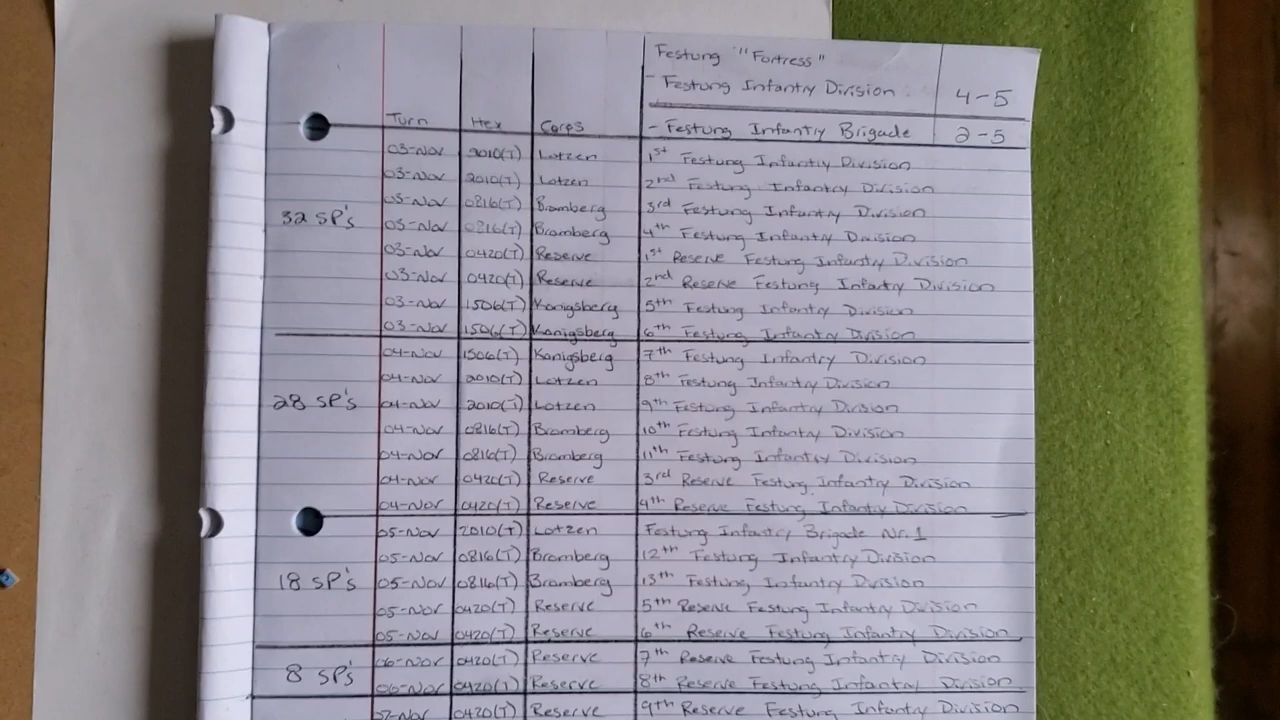 Festung "Fortress"
- Festung Infantry Division 4-5
Turn Hex Corps - Festung Infantry Brigade 2-5
03-Nov 2010(T) Lotzen 1st Festung Infantry Division
03-Nov 2010(T) Lotzen 2nd Festung Infantry Division
03-Nov 0816(T) Bromberg 3rd Festung Infantry Division
32 SP's
03-Nov 0816(T) Bromberg 4th Festung Infantry Division
03-Nov 0420(T) Reserve 1st Reserve Festung Infantry Division
03-Nov 0420(T) Reserve 2nd Reserve Festung Infantry Division
03-Nov 1506(T) Konigsberg 5th Festung Infantry Division
03-Nov 1506(T) Konigsberg 6th Festung Infantry Division
04-Nov 1506(T) Konigsberg 7th Festung Infantry Division
04-Nov 2010(T) Lotzen 8th Festung Infantry Division
28 SP's 04-Nov 2010(T) Lotzen 9th Festung Infantry Division
04-Nov 0816(T) Bromberg 10th Festung Infantry Division
04-Nov 0816(T) Bromberg 11th Festung Infantry Division
04-Nov 0420(T) Reserve 3rd Reserve Festung Infantry Division
04-Nov 0420(T) Reserve 4th Reserve Festung Infantry Division
05-Nov 2010(T) Lotzen Festung Infantry Brigade Nr. 1
05-Nov 0816(T) Bromberg 12th Festung Infantry Division
18 SP's 05-Nov 0816(T) Bromberg 13th Festung Infantry Division
05-Nov 0420(T) Reserve 5th Reserve Festung Infantry Division
05-Nov 0420(T) Reserve 6th Reserve Festung Infantry Division
06-Nov 0420(T) Reserve 7th Reserve Festung Infantry Division
8 SP's 06-Nov 0420(T) Reserve 8th Reserve Festung Infantry Division
0420(T) Reserve 9th Reserve Festung Infantry Division